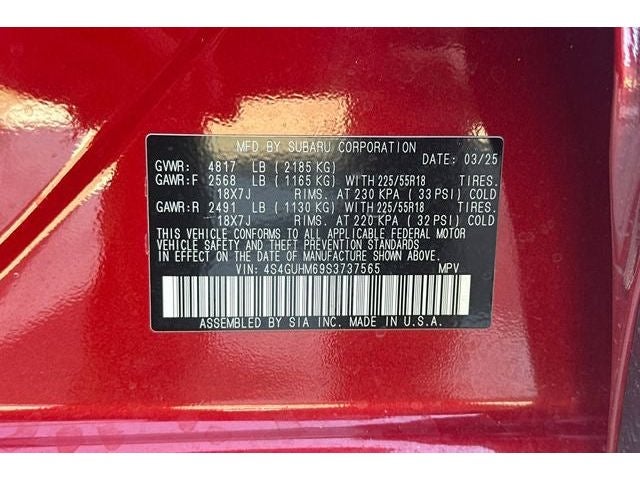 MFD BY SUBARU CORPORATION
GVWR: 4817 LB (2185 KG) DATE: 03/25
GAWR:F 2568 LB (1165 KG) WITH 225/55R18 TIRES.
18X7J RIMS. AT 230 KPA (33 PSI) COLD
GAWR:R 2491 LB (1130 KG) WITH 225/55R18 TIRES.
18X7J RIMS. AT 220 KPA (32 PSI) COLD
THIS VEHICLE CONFORMS TO ALL APPLICABLE FEDERAL MOTOR
VEHICLE SAFETY AND THEFT PREVENTION STANDARDS IN
EFFECT ON THE DATE OF MANUFACTURE SHOWN ABOVE.
VIN: 4S4GUHM69S3737565 MPV
ASSEMBLED BY SIA INC. MADE IN U.S.A.